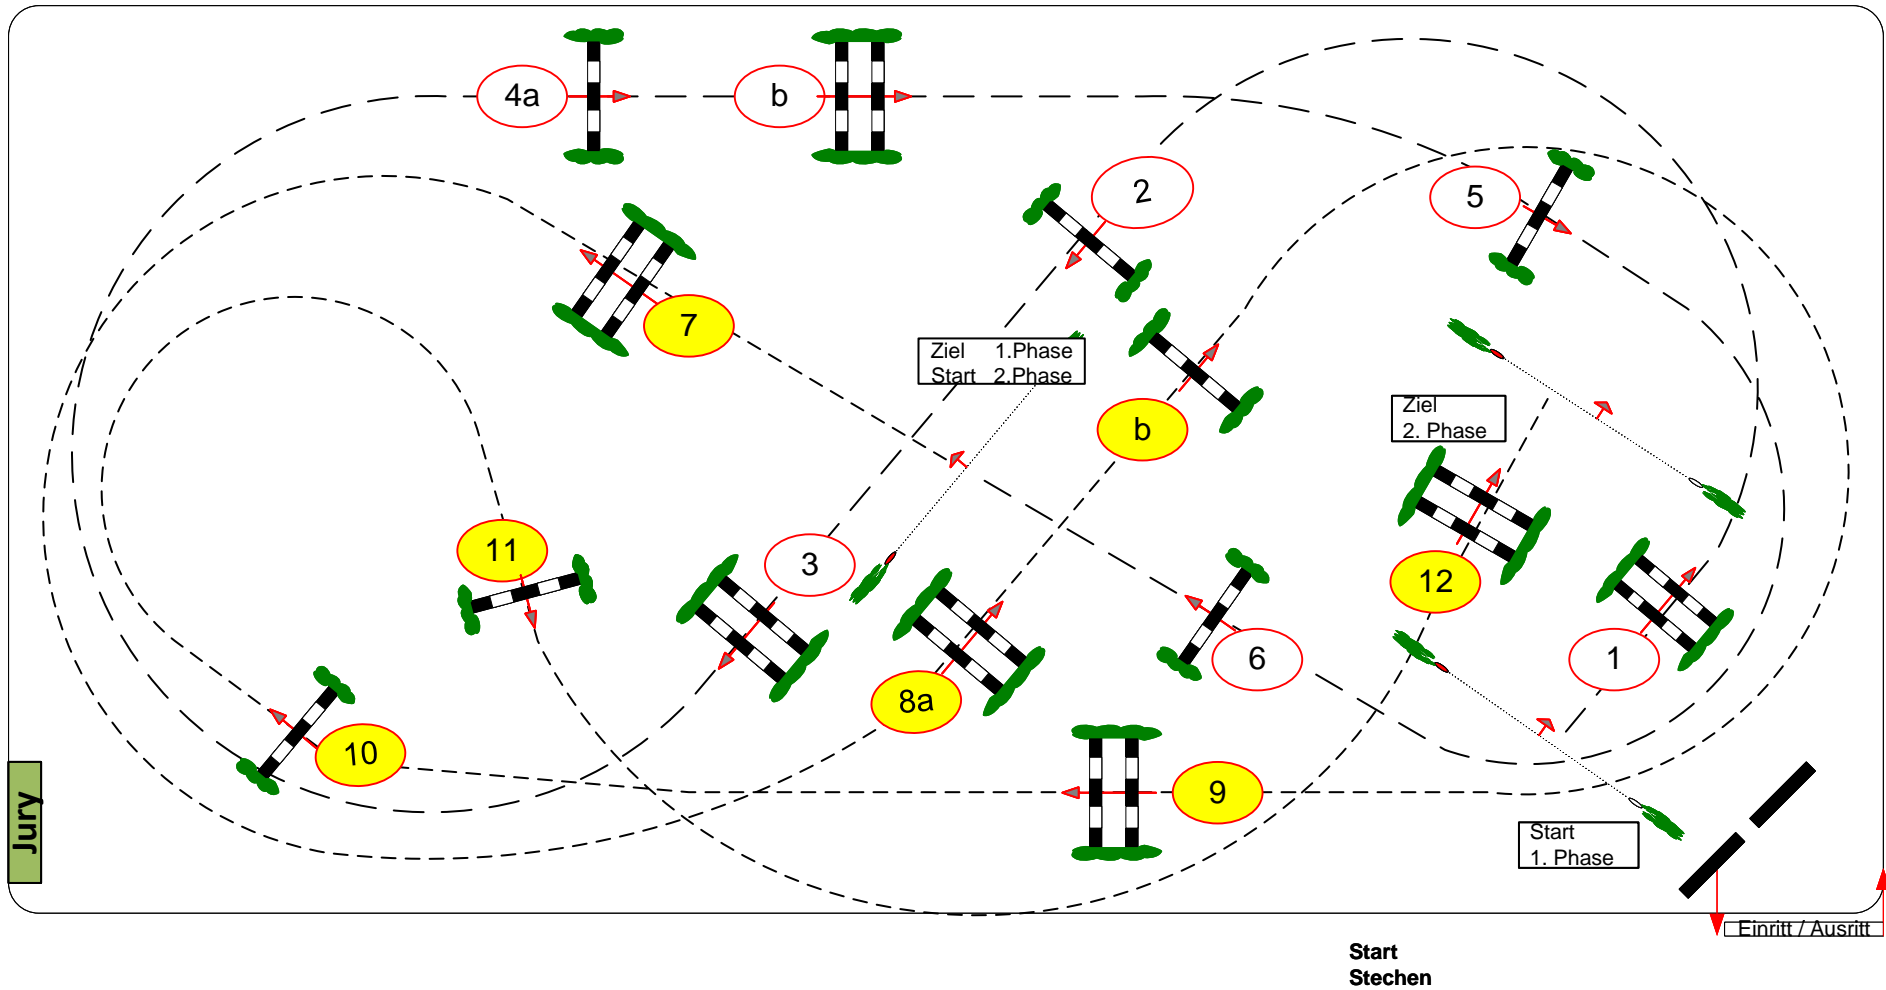 4a
b
2
5
7
Ziel 1.Phase
Start 2.Phase
b
Ziel
2. Phase
11
3
12
6
1
8a
10
9
Jury
Start
1. Phase
Einritt / Ausritt
Start
Stechen